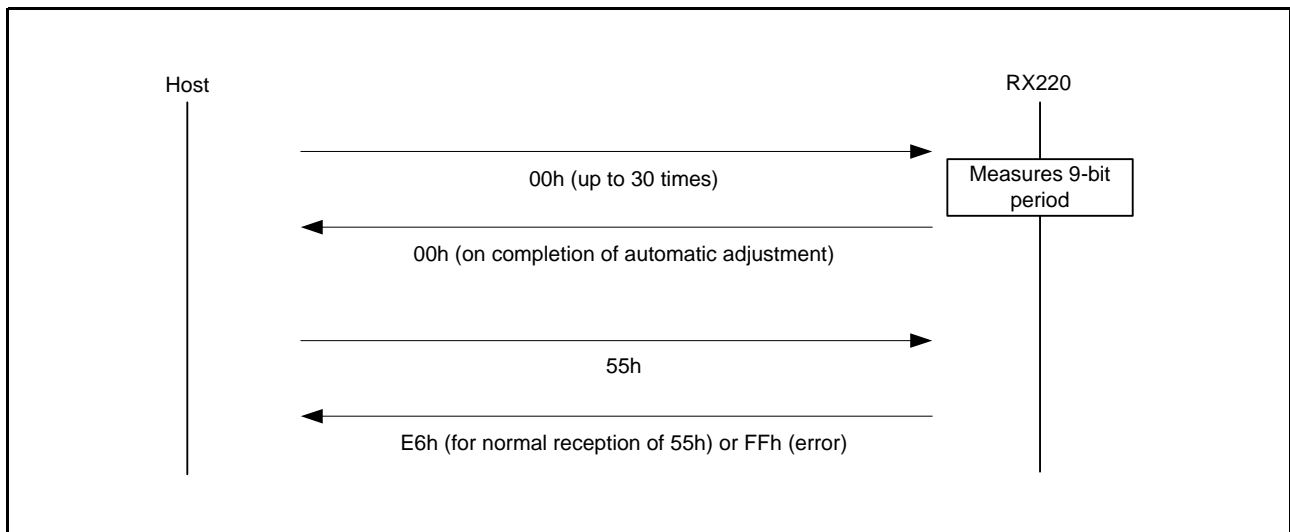 Host
RX220
00h (up to 30 times)
Measures 9-bit
period
00h (on completion of automatic adjustment)
55h
E6h (for normal reception of 55h) or FFh (error)